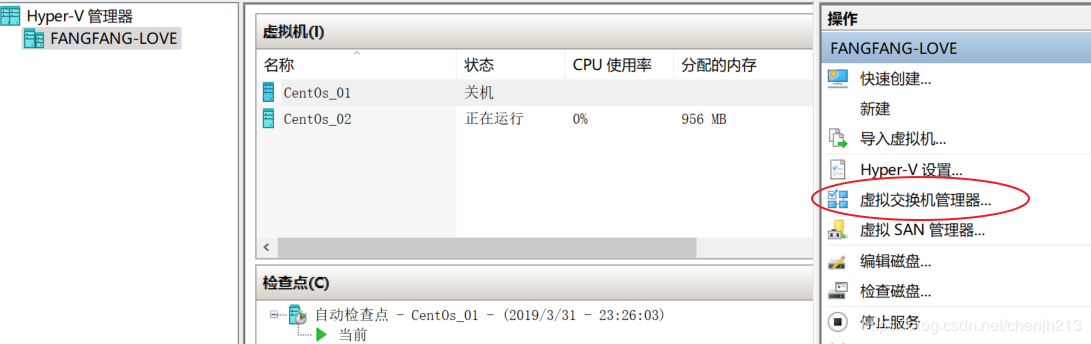 Hyper-V 管理器
FANGFANG-LOVE
虚拟机(I)
名称 状态 CPU 使用率 分配的内存
CentOs_01 关机
CentOs_02 正在运行 0% 956 MB
检查点(C)
自动检查点 - CentOs_01 - (2019/3/31 - 23:26:03)
当前
操作
FANGFANG-LOVE
快速创建...
新建
导入虚拟机...
Hyper-V 设置...
虚拟交换机管理器...
虚拟 SAN 管理器...
编辑磁盘...
检查磁盘...
停止服务
https://blog.csdn.net/chenjh213